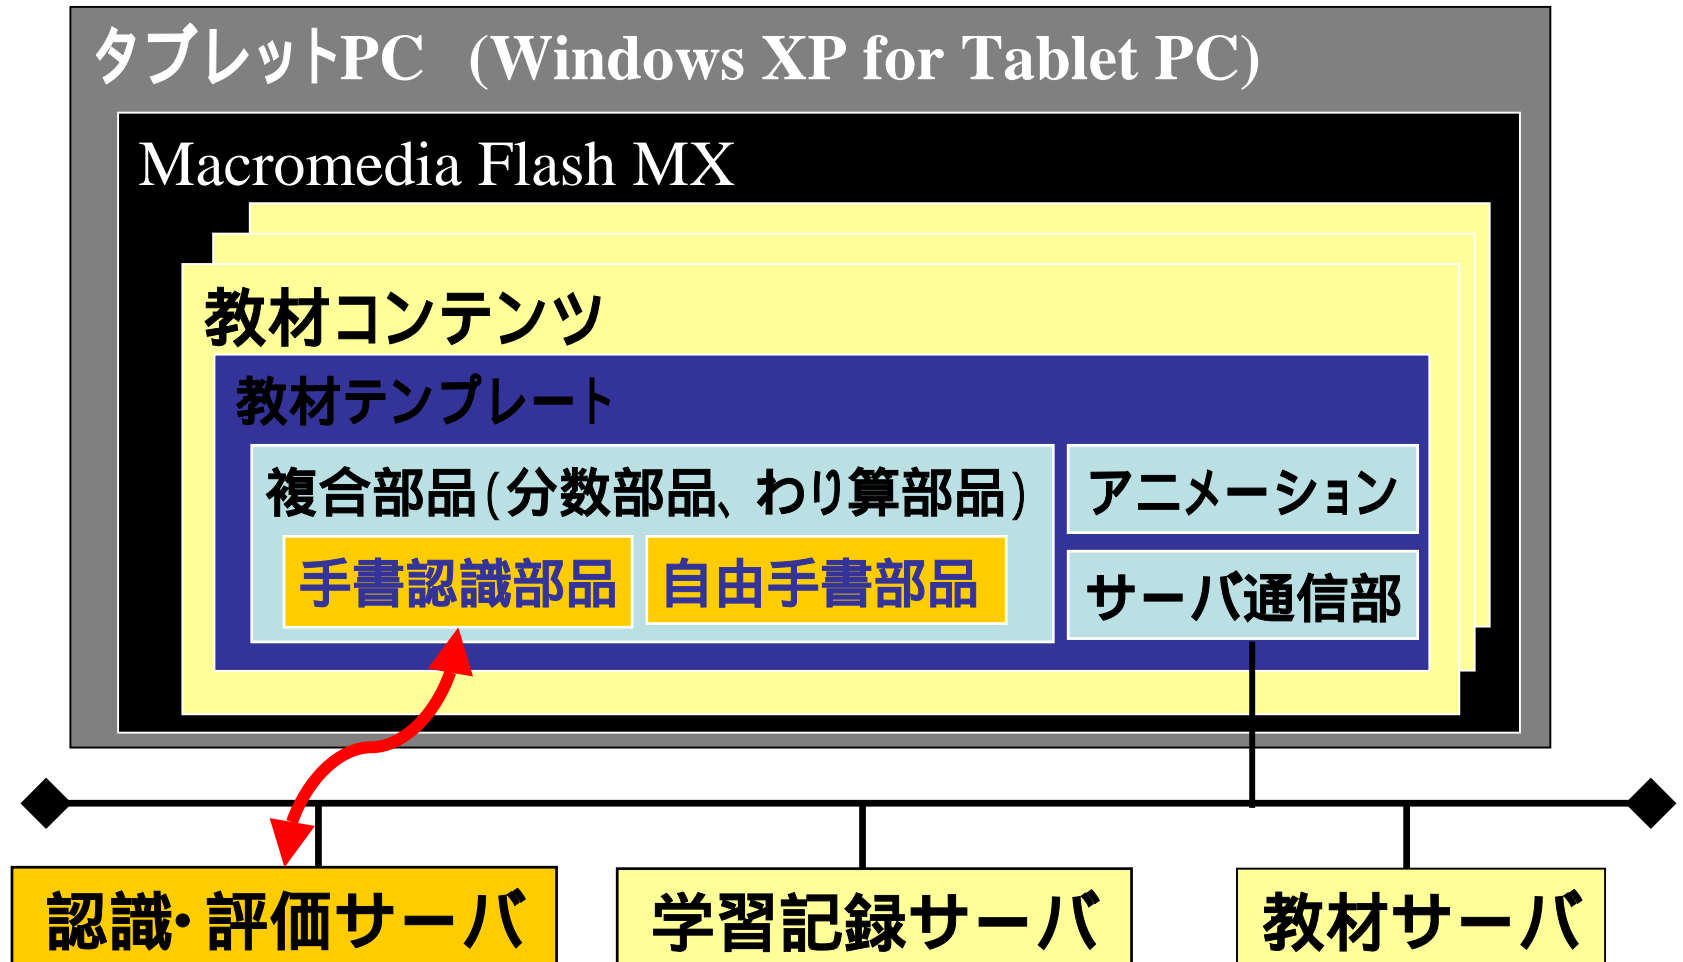 タブレットPC (Windows XP for Tablet PC)
Macromedia Flash MX
教材コンテンツ
教材テンプレート
複合部品(分数部品、わり算部品)
アニメーション
手書認識部品
自由手書部品
サーバ通信部
認識・評価サーバ
学習記録サーバ
教材サーバ